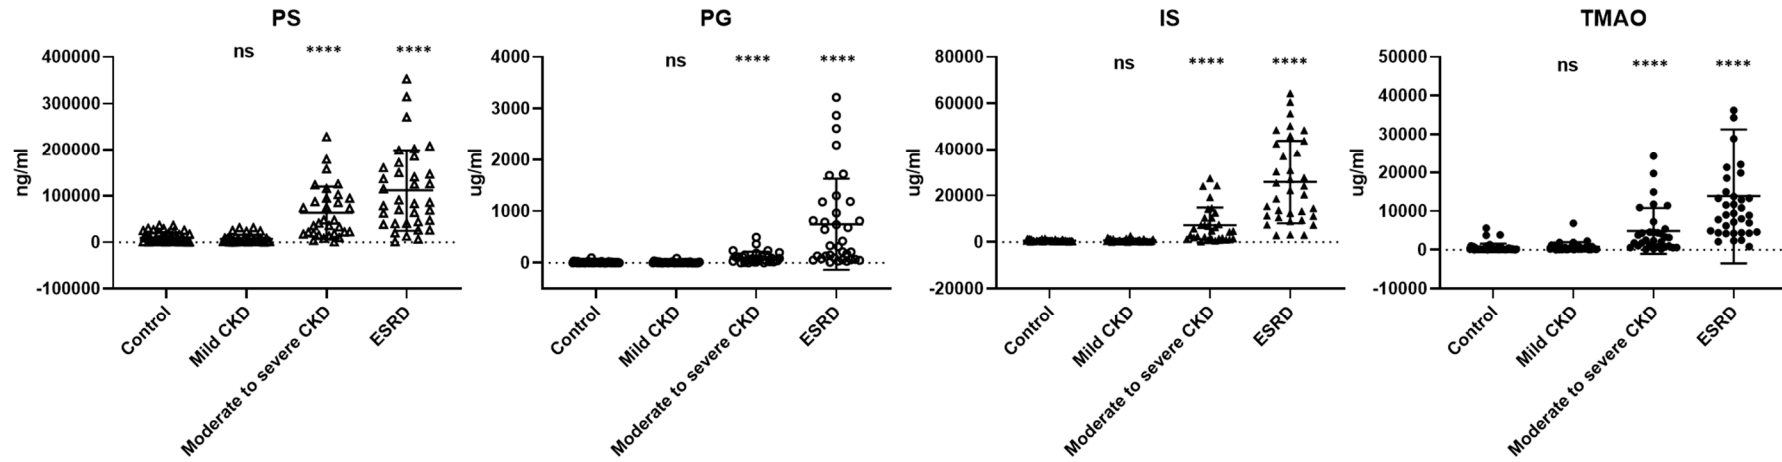 PS
ns **** ****
ng/ml
400000
300000
200000
100000
0
-100000
Control
Mild CKD
Moderate to severe CKD
ESRD
PG
ns **** ****
ug/ml
4000
3000
2000
1000
0
Control
Mild CKD
Moderate to severe CKD
ESRD
IS
ns **** ****
ug/ml
80000
60000
40000
20000
0
-20000
Control
Mild CKD
Moderate to severe CKD
ESRD
TMAO
ns **** ****
ug/ml
50000
40000
30000
20000
10000
0
-10000
Control
Mild CKD
Moderate to severe CKD
ESRD